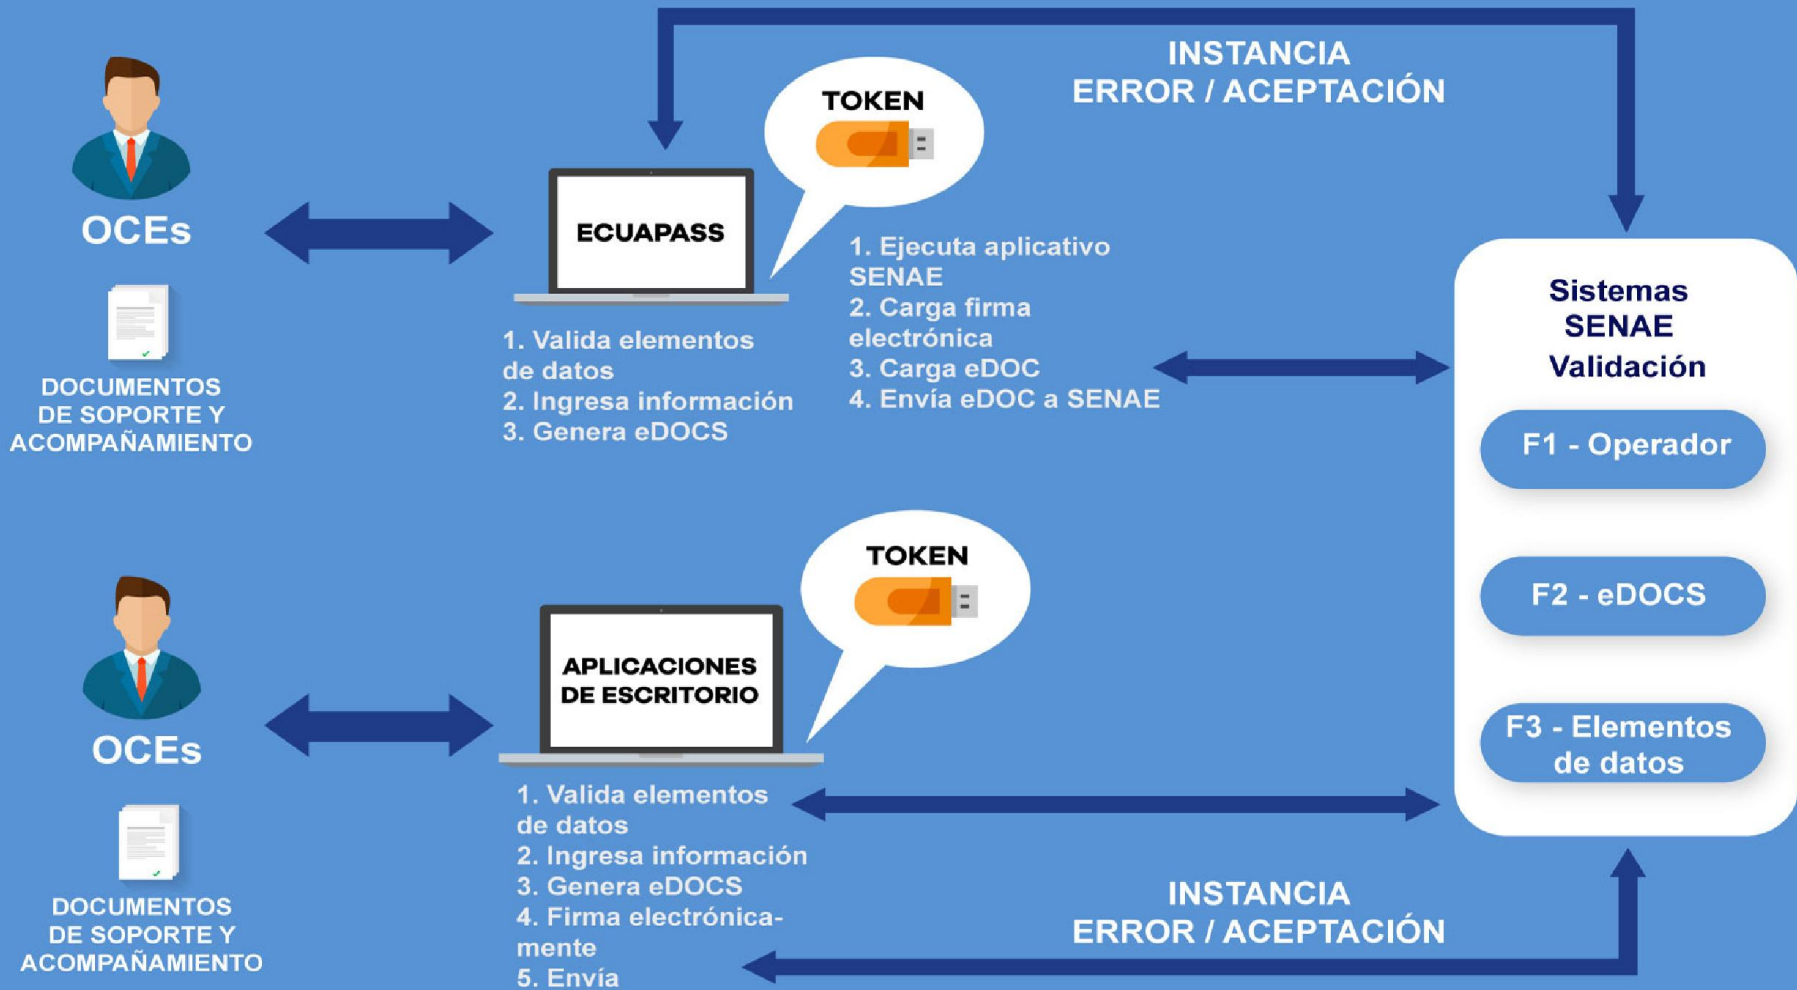 INSTANCIA
ERROR / ACEPTACIÓN
TOKEN
OCEs
ECUAPASS
DOCUMENTOS
DE SOPORTE Y
ACOMPAÑAMIENTO
1. Valida elementos
de datos
2. Ingresa información
3. Genera eDOCS
1. Ejecuta aplicativo
SENAE
2. Carga firma
electrónica
3. Carga eDOC
4. Envía eDOC a SENAE
Sistemas
SENAE
Validación
F1 - Operador
F2 - eDOCS
F3 - Elementos
de datos
TOKEN
OCEs
APLICACIONES
DE ESCRITORIO
DOCUMENTOS
DE SOPORTE Y
ACOMPAÑAMIENTO
1. Valida elementos
de datos
2. Ingresa información
3. Genera eDOCS
4. Firma electrónica-
mente
5. Envía
INSTANCIA
ERROR / ACEPTACIÓN